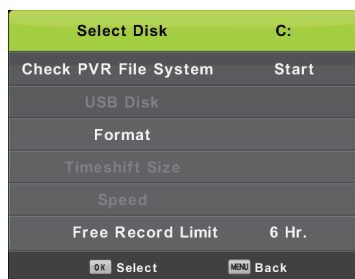 Select Disk C:
Check PVR File System Start
USB Disk
Format
Timeshift Size
Speed
Free Record Limit 6 Hr.
OK Select MENU Back